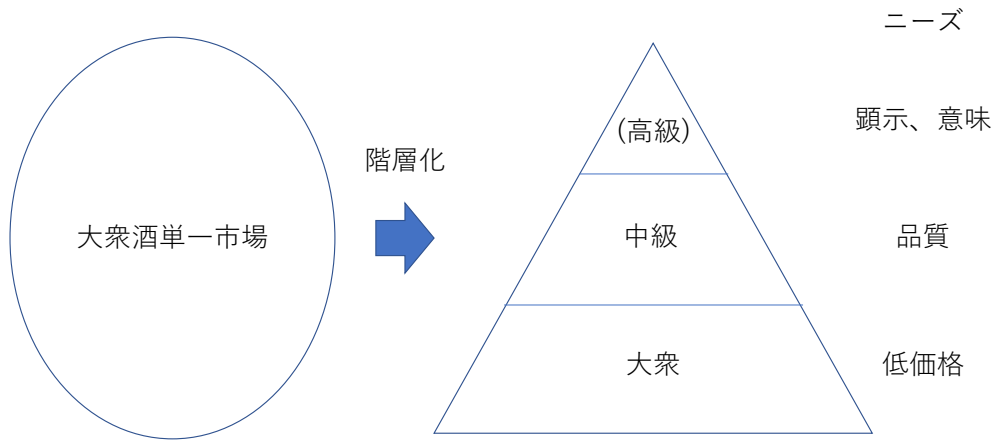 ニーズ
顕示、意味
(高級)
階層化
大衆酒単一市場
中級
品質
大衆
低価格